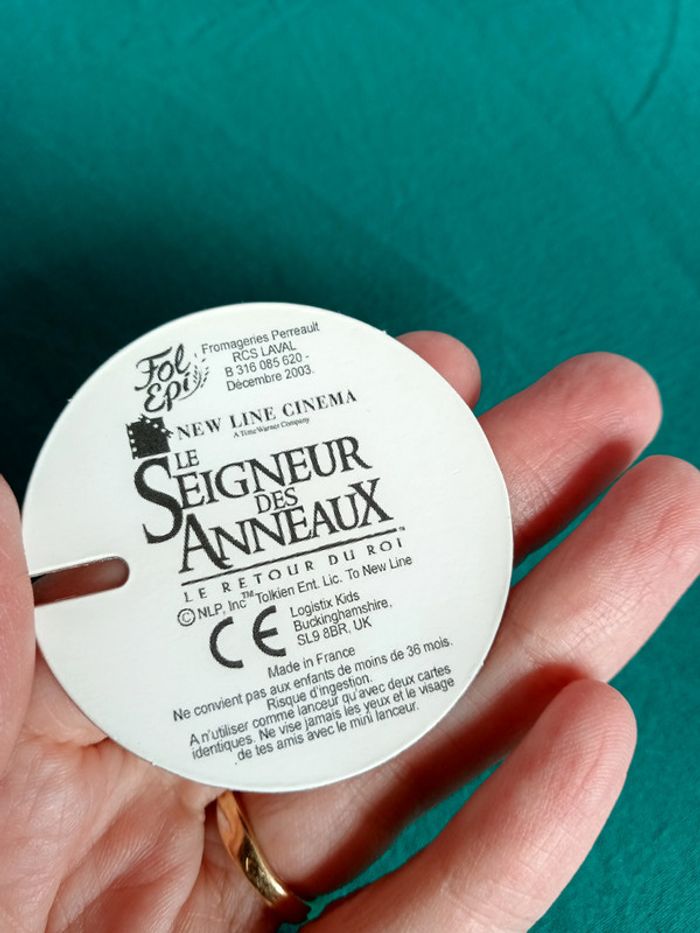 Fol Epi
Fromageries Perreault
RCS LAVAL
B 316 085 620 -
Décembre 2003.
NEW LINE CINEMA
A Time Warner Company
LE
SEIGNEUR
DES
ANNEAUX™
LE RETOUR DU ROI
© NLP, Inc™ Tolkien Ent. Lic. To New Line
CE
Logistix Kids
Buckinghamshire,
SL9 8BR, UK
Made in France
Ne convient pas aux enfants de moins de 36 mois.
Risque d'ingestion.
A n'utiliser comme lanceur qu'avec deux cartes
identiques. Ne vise jamais les yeux et le visage
de tes amis avec le mini lanceur.